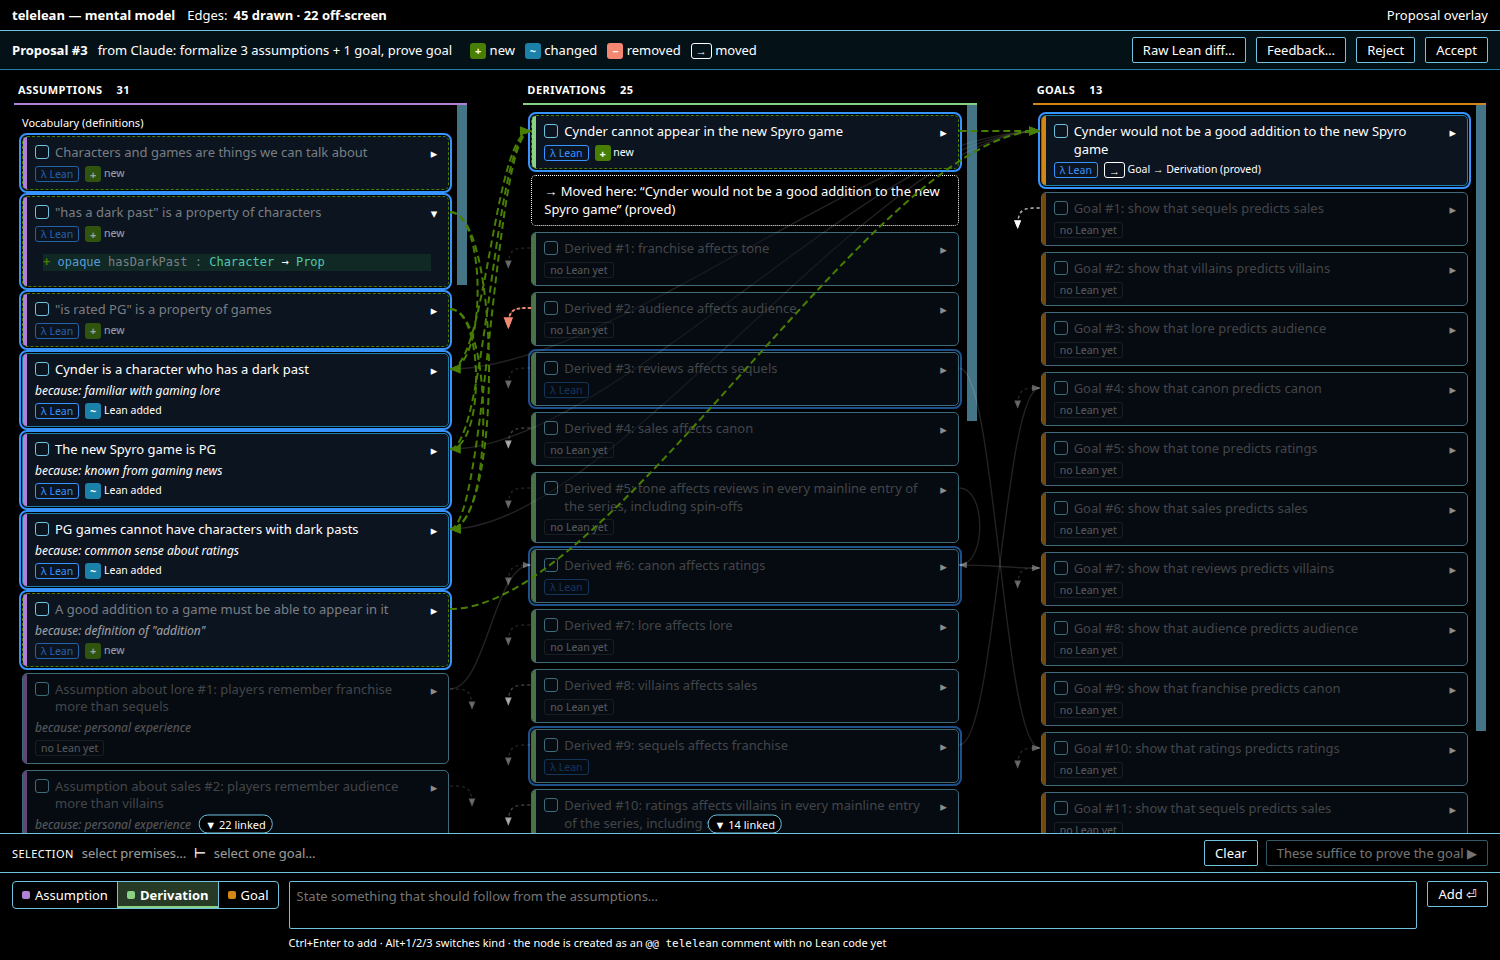 telelean — mental model Edges: 45 drawn · 22 off-screen
Proposal overlay
Proposal #3 from Claude: formalize 3 assumptions + 1 goal, prove goal + new ~ changed − removed → moved
Raw Lean diff... Feedback... Reject Accept
ASSUMPTIONS 31
Vocabulary (definitions)
Characters and games are things we can talk about ▶
λ Lean + new
"has a dark past" is a property of characters ▼
λ Lean + new
+ opaque hasDarkPast : Character → Prop
"is rated PG" is a property of games ▶
λ Lean + new
Cynder is a character who has a dark past ▶
because: familiar with gaming lore
λ Lean ~ Lean added
The new Spyro game is PG ▶
because: known from gaming news
λ Lean ~ Lean added
PG games cannot have characters with dark pasts ▶
because: common sense about ratings
λ Lean ~ Lean added
A good addition to a game must be able to appear in it ▶
because: definition of "addition"
λ Lean + new
Assumption about lore #1: players remember franchise ▶
more than sequels
because: personal experience
no Lean yet
Assumption about sales #2: players remember audience ▶
more than villains
because: personal experience
▼ 22 linked
DERIVATIONS 25
Cynder cannot appear in the new Spyro game ▶
λ Lean + new
→ Moved here: “Cynder would not be a good addition to the new
Spyro game” (proved)
Derived #1: franchise affects tone ▶
no Lean yet
Derived #2: audience affects audience ▶
no Lean yet
Derived #3: reviews affects sequels ▶
λ Lean
Derived #4: sales affects canon ▶
no Lean yet
Derived #5: tone affects reviews in every mainline entry of ▶
the series, including spin-offs
no Lean yet
Derived #6: canon affects ratings ▶
λ Lean
Derived #7: lore affects lore ▶
no Lean yet
Derived #8: villains affects sales ▶
no Lean yet
Derived #9: sequels affects franchise ▶
λ Lean
Derived #10: ratings affects villains in every mainline entry ▶
of the series, including
▼ 14 linked
GOALS 13
Cynder would not be a good addition to the new Spyro ▶
game
λ Lean → Goal → Derivation (proved)
Goal #1: show that sequels predicts sales ▶
no Lean yet
Goal #2: show that villains predicts villains ▶
no Lean yet
Goal #3: show that lore predicts audience ▶
no Lean yet
Goal #4: show that canon predicts canon ▶
no Lean yet
Goal #5: show that tone predicts ratings ▶
no Lean yet
Goal #6: show that sales predicts sales ▶
no Lean yet
Goal #7: show that reviews predicts villains ▶
no Lean yet
Goal #8: show that audience predicts audience ▶
no Lean yet
Goal #9: show that franchise predicts canon ▶
no Lean yet
Goal #10: show that ratings predicts ratings ▶
no Lean yet
Goal #11: show that sequels predicts sales ▶
no Lean yet
SELECTION select premises... ⊢ select one goal...
Clear These suffice to prove the goal ▶
Assumption Derivation Goal
State something that should follow from the assumptions...
Add ⏎
Ctrl+Enter to add · Alt+1/2/3 switches kind · the node is created as an @@ telelean comment with no Lean code yet